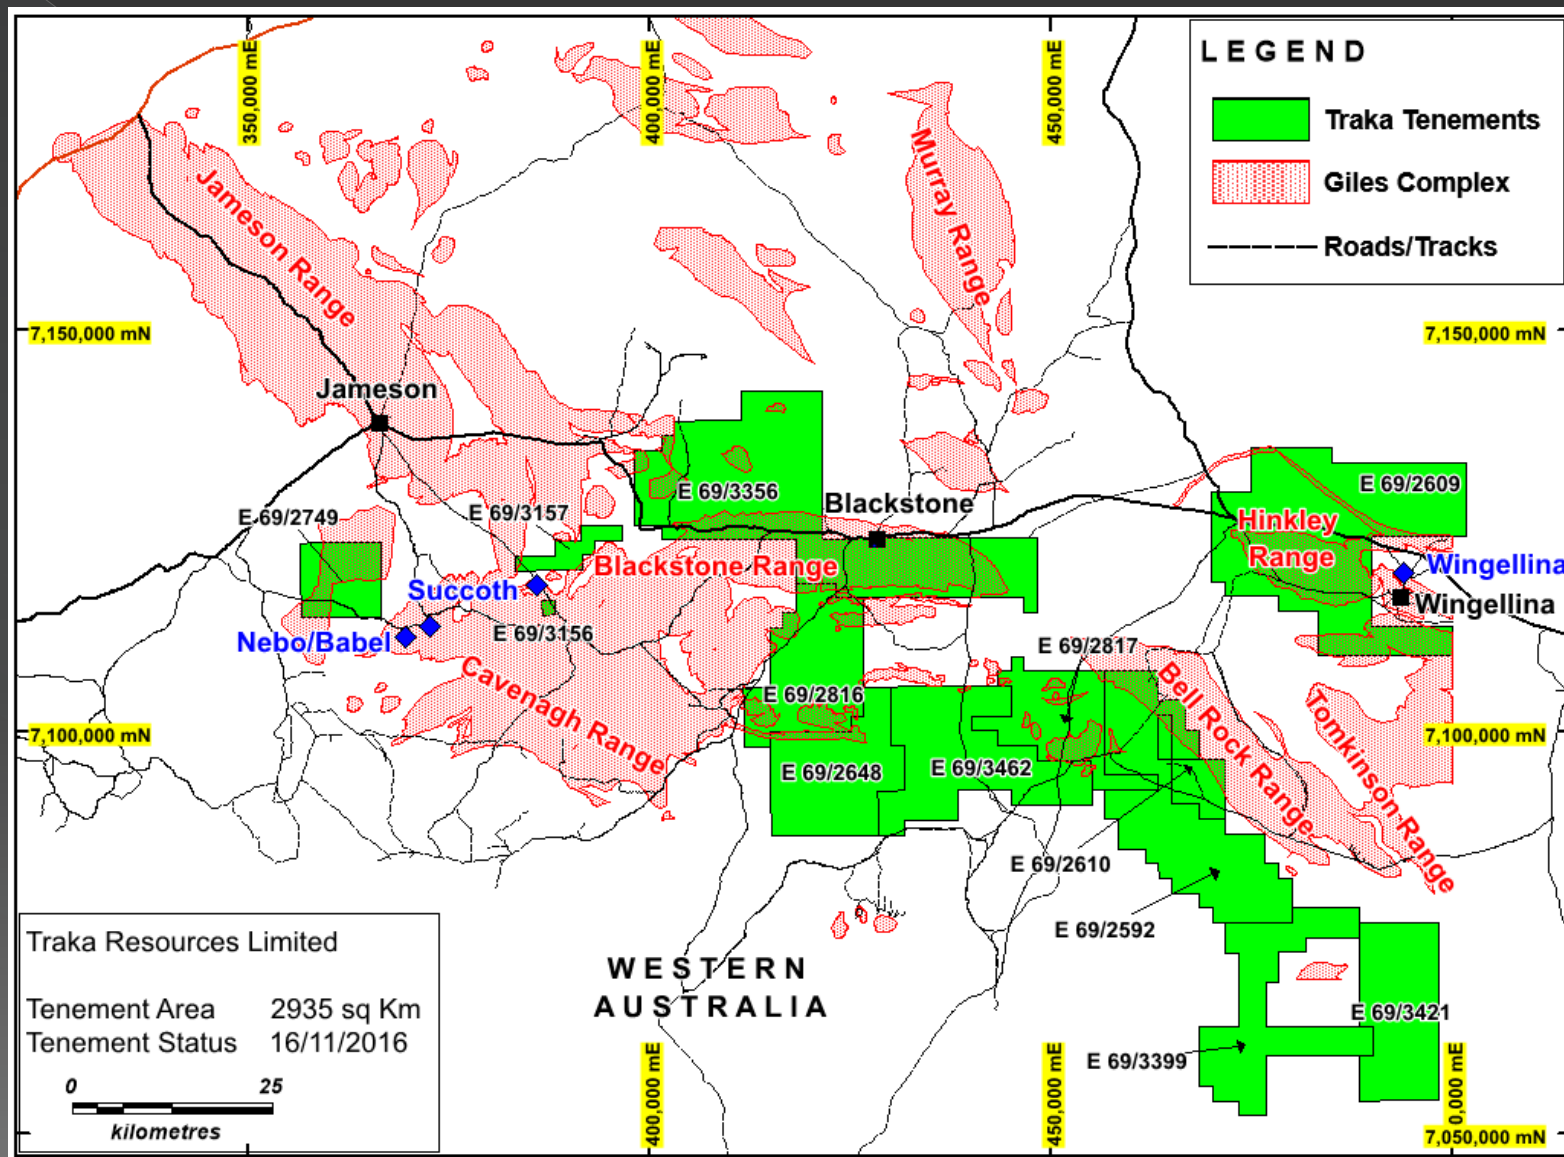 350,000 mE
400,000 mE
450,000 mE
LEGEND
Traka Tenements
Giles Complex
Roads/Tracks
Jameson Range
Murray Range
7,150,000 mN
7,150,000 mN
Jameson
E 69/3356
Blackstone
E 69/2609
E 69/2749
E 69/3157
Hinkley
Range
Blackstone Range
Wingellina
Succoth
Wingellina
E 69/3156
Nebo/Babel
E 69/2817
Cavenagh Range
E 69/2816
Bell Rock Range
Tomkinson Range
7,100,000 mN
7,100,000 mN
E 69/2648
E 69/3462
E 69/2610
E 69/2592
Traka Resources Limited
WESTERN
AUSTRALIA
Tenement Area 2935 sq Km
Tenement Status 16/11/2016
E 69/3421
E 69/3399
0 25
kilometres
400,000 mE
450,000 mE
0,000 mE
7,050,000 mN